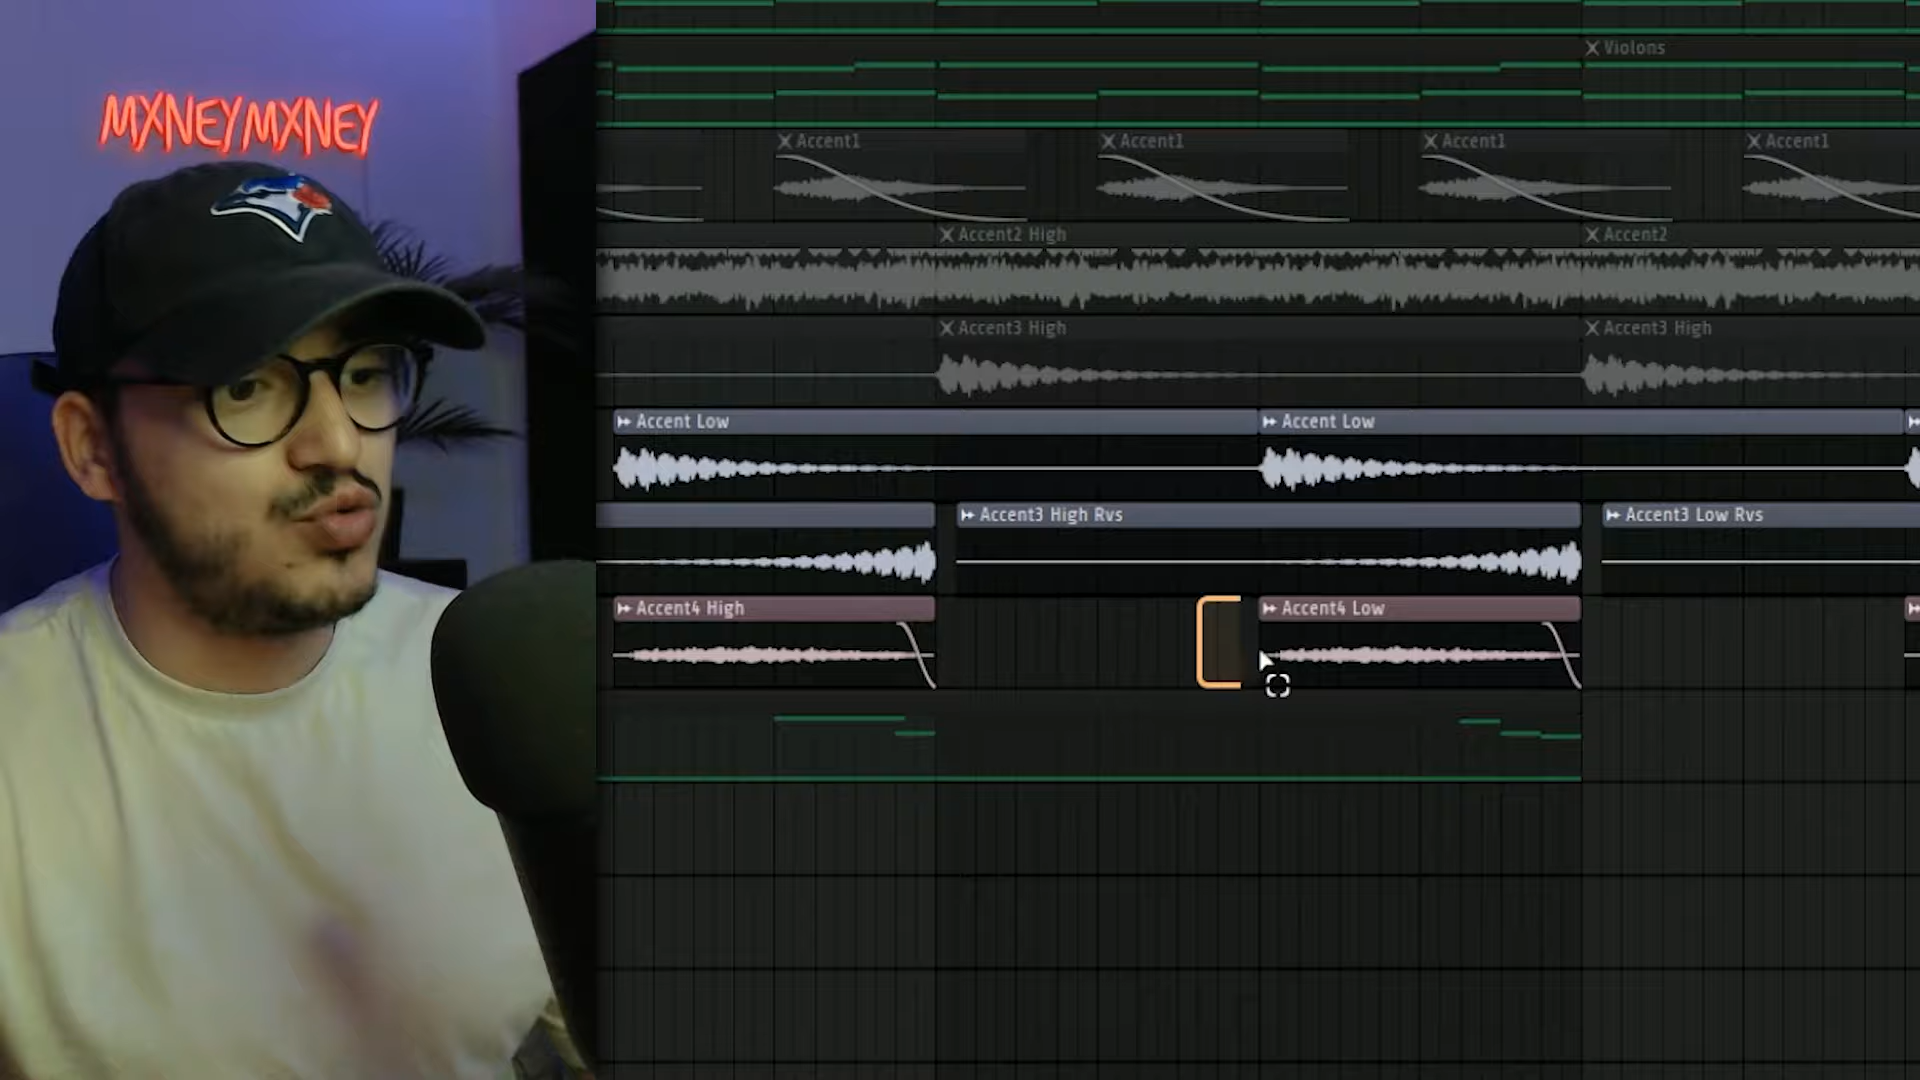 MXNEYMXNEY
Violons
Accent1
Accent1
Accent1
Accent1
Accent2 High
Accent2
Accent3 High
Accent3 High
Accent Low
Accent Low
Accent3 High Rvs
Accent3 Low Rvs
Accent4 High
Accent4 Low